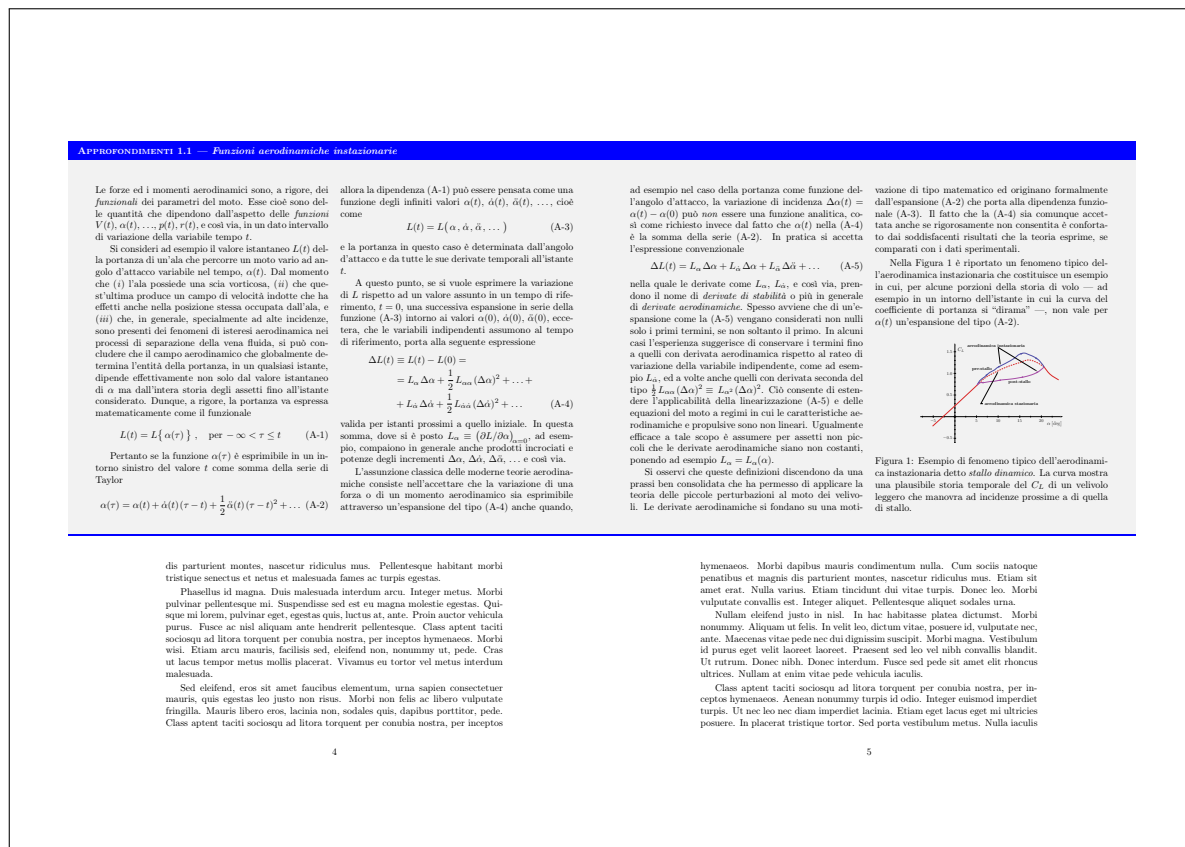 Approfondimenti 1.1 — Funzioni aerodinamiche instazionarie
Le forze ed i momenti aerodinamici sono, a rigore, dei
funzionali dei parametri del moto. Esse cioè sono del-
le quantità che dipendono dall'aspetto delle funzioni
V(t), α(t), ..., p(t), r(t), e così via, in un dato intervallo
di variazione della variabile tempo t.
Si consideri ad esempio il valore istantaneo L(t) del-
la portanza di un'ala che percorre un moto vario ad an-
golo d'attacco variabile nel tempo, α(t). Dal momento
che (i) l'ala possiede una scia vorticosa, (ii) che que-
st'ultima produce un campo di velocità indotte che ha
effetti anche nella posizione stessa occupata dall'ala, e
(iii) che, in generale, specialmente ad alte incidenze,
sono presenti dei fenomeni di isteresi aerodinamica nei
processi di separazione della vena fluida, si può con-
cludere che il campo aerodinamico che globalmente de-
termina l'entità della portanza, in un qualsiasi istante,
dipende effettivamente non solo dal valore istantaneo
di α ma dall'intera storia degli assetti fino all'istante
considerato. Dunque, a rigore, la portanza va espressa
matematicamente come il funzionale
L(t) = L{ α(τ) } , per − ∞ < τ ≤ t (A-1)
Pertanto se la funzione α(τ) è esprimibile in un in-
torno sinistro del valore t come somma della serie di
Taylor
α(τ) = α(t) + α̇(t) (τ − t) + 1/2 α̈(t) (τ − t)² + ... (A-2)
allora la dipendenza (A-1) può essere pensata come una
funzione degli infiniti valori α(t), α̇(t), α̈(t), ..., cioè
come
L(t) = L( α , α̇ , α̈ , ... ) (A-3)
e la portanza in questo caso è determinata dall'angolo
d'attacco e da tutte le sue derivate temporali all'istante
t.
A questo punto, se si vuole esprimere la variazione
di L rispetto ad un valore assunto in un tempo di rife-
rimento, t = 0, una successiva espansione in serie della
funzione (A-3) intorno ai valori α(0), α̇(0), α̈(0), ecce-
tera, che le variabili indipendenti assumono al tempo
di riferimento, porta alla seguente espressione
ΔL(t) ≡ L(t) − L(0) =
= Lα Δα + 1/2 Lαα (Δα)² + ... +
+ Lα̇ Δα̇ + 1/2 Lα̇α̇ (Δα̇)² + ... (A-4)
valida per istanti prossimi a quello iniziale. In questa
somma, dove si è posto Lα ≡ (∂L/∂α)α=0, ad esem-
pio, compaiono in generale anche prodotti incrociati e
potenze degli incrementi Δα, Δα̇, Δα̈, ... e così via.
L'assunzione classica delle moderne teorie aerodina-
miche consiste nell'accettare che la variazione di una
forza o di un momento aerodinamico sia esprimibile
attraverso un'espansione del tipo (A-4) anche quando,
ad esempio nel caso della portanza come funzione del-
l'angolo d'attacco, la variazione di incidenza Δα(t) =
α(t) − α(0) può non essere una funzione analitica, co-
sì come richiesto invece dal fatto che α(t) nella (A-4)
è la somma della serie (A-2). In pratica si accetta
l'espressione convenzionale
ΔL(t) = Lα Δα + Lα̇ Δα̇ + Lα̈ Δα̈ + ... (A-5)
nella quale le derivate come Lα, Lα̇, e così via, pren-
dono il nome di derivate di stabilità o più in generale
di derivate aerodinamiche. Spesso avviene che di un'e-
spansione come la (A-5) vengano considerati non nulli
solo i primi termini, se non soltanto il primo. In alcuni
casi l'esperienza suggerisce di conservare i termini fino
a quelli con derivata aerodinamica rispetto al rateo di
variazione della variabile indipendente, come ad esem-
pio Lα̇, ed a volte anche quelli con derivata seconda del
tipo ½ Lαα (Δα)² ≡ Lα² (Δα)². Ciò consente di esten-
dere l'applicabilità della linearizzazione (A-5) e delle
equazioni del moto a regimi in cui le caratteristiche ae-
rodinamiche e propulsive sono non lineari. Ugualmente
efficace a tale scopo è assumere per assetti non pic-
coli che le derivate aerodinamiche siano non costanti,
ponendo ad esempio Lα = Lα(α).
Si osservi che queste definizioni discendono da una
prassi ben consolidata che ha permesso di applicare la
teoria delle piccole perturbazioni al moto dei velivo-
li. Le derivate aerodinamiche si fondano su una moti-
vazione di tipo matematico ed originano formalmente
dall'espansione (A-2) che porta alla dipendenza funzio-
nale (A-3). Il fatto che la (A-4) sia comunque accet-
tata anche se rigorosamente non consentita è conforta-
to dai soddisfacenti risultati che la teoria esprime, se
comparati con i dati sperimentali.
Nella Figura 1 è riportato un fenomeno tipico del-
l'aerodinamica instazionaria che costituisce un esempio
in cui, per alcune porzioni della storia di volo — ad
esempio in un intorno dell'istante in cui la curva del
coefficiente di portanza si “dirama” —, non vale per
α(t) un'espansione del tipo (A-2).
CL
aerodinamica instazionaria
pre-stallo
post-stallo
aerodinamica stazionaria
1.5
1.0
0.5
−0.5
−5
5
10
15
20
α [deg]
Figura 1: Esempio di fenomeno tipico dell'aerodinami-
ca instazionaria detto stallo dinamico. La curva mostra
una plausibile storia temporale del CL di un velivolo
leggero che manovra ad incidenze prossime a di quella
di stallo.
dis parturient montes, nascetur ridiculus mus. Pellentesque habitant morbi
tristique senectus et netus et malesuada fames ac turpis egestas.
Phasellus id magna. Duis malesuada interdum arcu. Integer metus. Morbi
pulvinar pellentesque mi. Suspendisse sed est eu magna molestie egestas. Qui-
sque mi lorem, pulvinar eget, egestas quis, luctus at, ante. Proin auctor vehicula
purus. Fusce ac nisl aliquam ante hendrerit pellentesque. Class aptent taciti
sociosqu ad litora torquent per conubia nostra, per inceptos hymenaeos. Morbi
wisi. Etiam arcu mauris, facilisis sed, eleifend non, nonummy ut, pede. Cras
ut lacus tempor metus mollis placerat. Vivamus eu tortor vel metus interdum
malesuada.
Sed eleifend, eros sit amet faucibus elementum, urna sapien consectetuer
mauris, quis egestas leo justo non risus. Morbi non felis ac libero vulputate
fringilla. Mauris libero eros, lacinia non, sodales quis, dapibus porttitor, pede.
Class aptent taciti sociosqu ad litora torquent per conubia nostra, per inceptos
4
hymenaeos. Morbi dapibus mauris condimentum nulla. Cum sociis natoque
penatibus et magnis dis parturient montes, nascetur ridiculus mus. Etiam sit
amet erat. Nulla varius. Etiam tincidunt dui vitae turpis. Donec leo. Morbi
vulputate convallis est. Integer aliquet. Pellentesque aliquet sodales urna.
Nullam eleifend justo in nisl. In hac habitasse platea dictumst. Morbi
nonummy. Aliquam ut felis. In velit leo, dictum vitae, posuere id, vulputate nec,
ante. Maecenas vitae pede nec dui dignissim suscipit. Morbi magna. Vestibulum
id purus eget velit laoreet laoreet. Praesent sed leo vel nibh convallis blandit.
Ut rutrum. Donec nibh. Donec interdum. Fusce sed pede sit amet elit rhoncus
ultrices. Nullam at enim vitae pede vehicula iaculis.
Class aptent taciti sociosqu ad litora torquent per conubia nostra, per in-
ceptos hymenaeos. Aenean nonummy turpis id odio. Integer euismod imperdiet
turpis. Ut nec leo nec diam imperdiet lacinia. Etiam eget lacus eget mi ultricies
posuere. In placerat tristique tortor. Sed porta vestibulum metus. Nulla iaculis
5